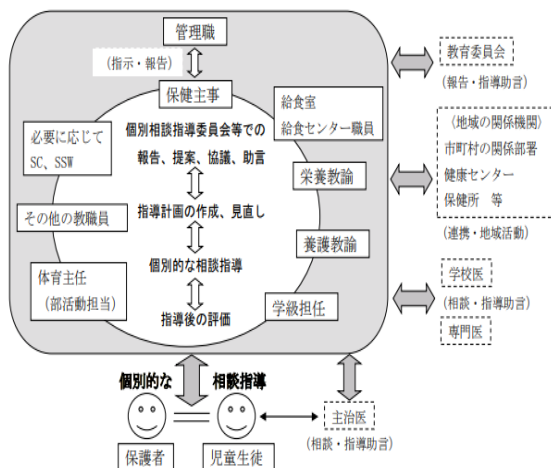 管理職
(指示・報告)
保健主事
必要に応じて
SC、SSW
その他の教職員
体育主任
(部活動担当)
個別相談指導委員会等での
報告、提案、協議、助言
指導計画の作成、見直し
個別的な相談指導
指導後の評価
給食室
給食センター職員
栄養教諭
養護教諭
学級担任
教育委員会
(報告・指導助言)
〈地域の関係機関〉
市町村の関係部署
健康センター
保健所 等
(連携・地域活動)
学校医
(相談・指導助言)
専門医
個別的な 相談指導
保護者
児童生徒
主治医
(相談・指導助言)